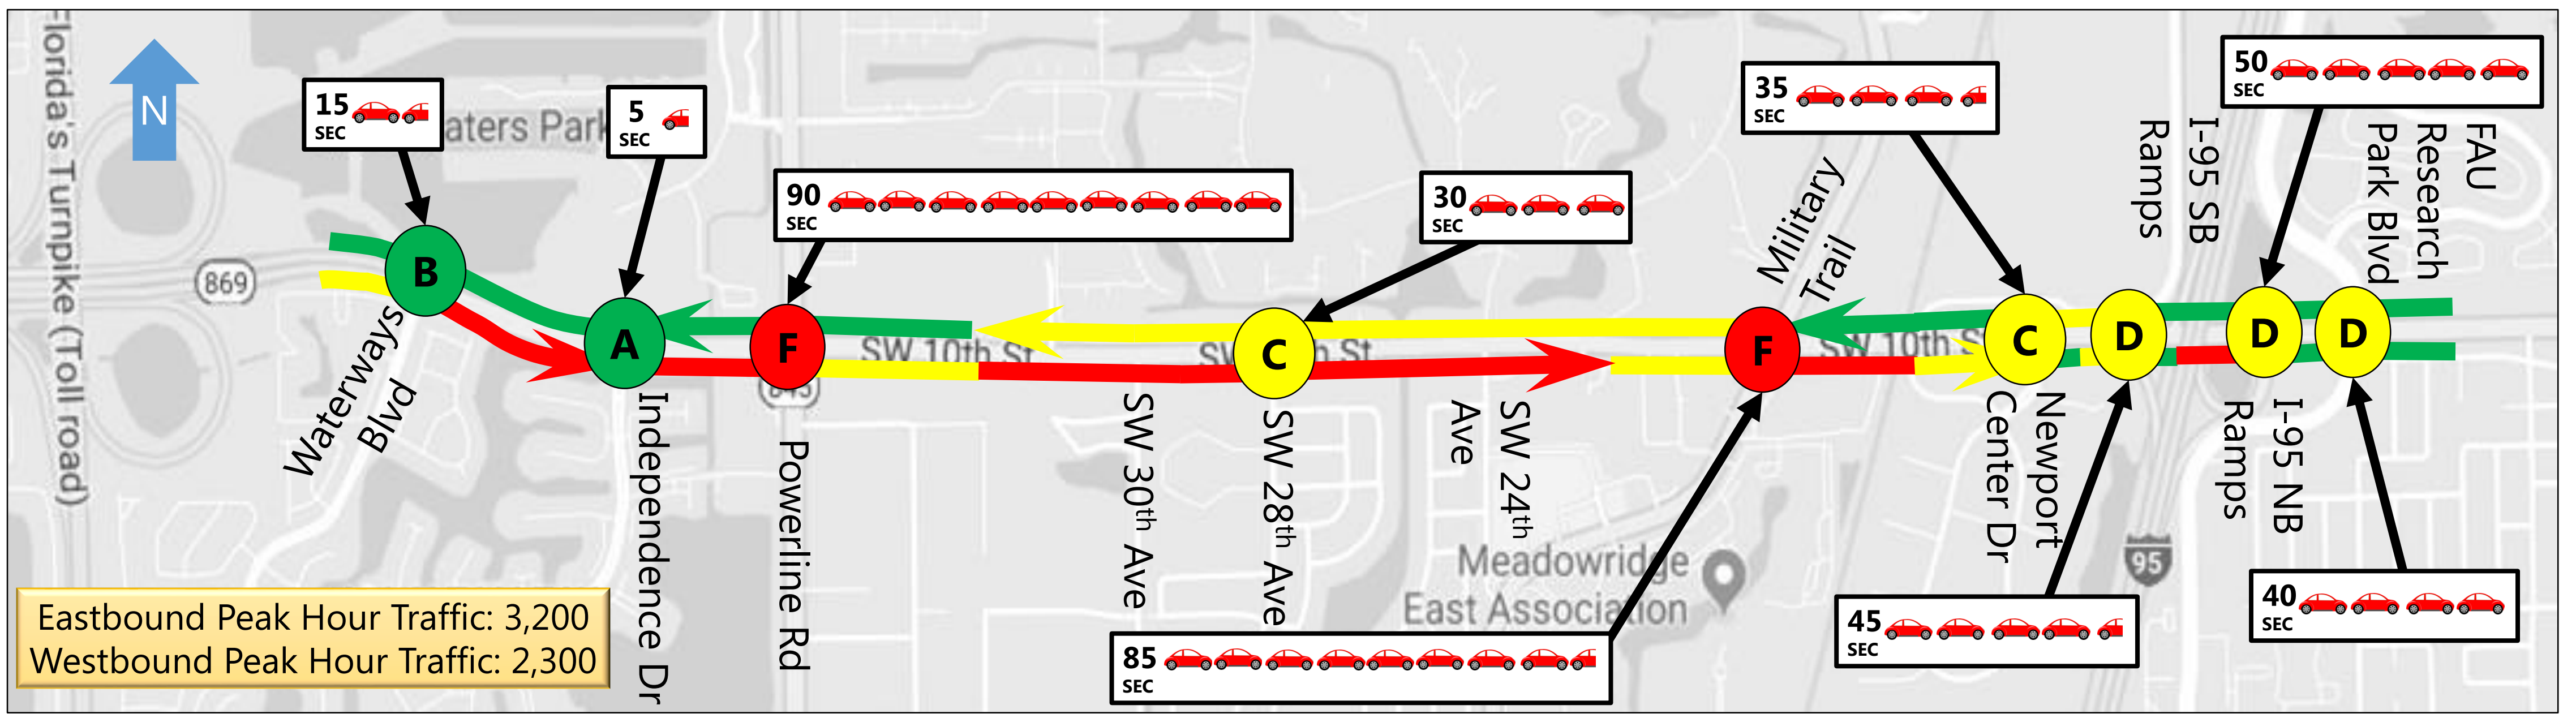 Florida's Turnpike (Toll road)
N
869
15
SEC
aters Park
5
SEC
90
SEC
30
SEC
35
SEC
50
SEC
B
A
F
C
F
C
D
D
D
Waterways
Blvd
Independence Dr
Powerline Rd
SW 10th St
SW 30th Ave
SW 28th Ave
SW 24th
Ave
Military
Trail
SW 10th S
Newport
Center Dr
I-95 SB
Ramps
I-95 NB
Ramps
FAU
Research
Park Blvd
95
Meadowridge
East Association
85
SEC
45
SEC
40
SEC
Eastbound Peak Hour Traffic: 3,200
Westbound Peak Hour Traffic: 2,300